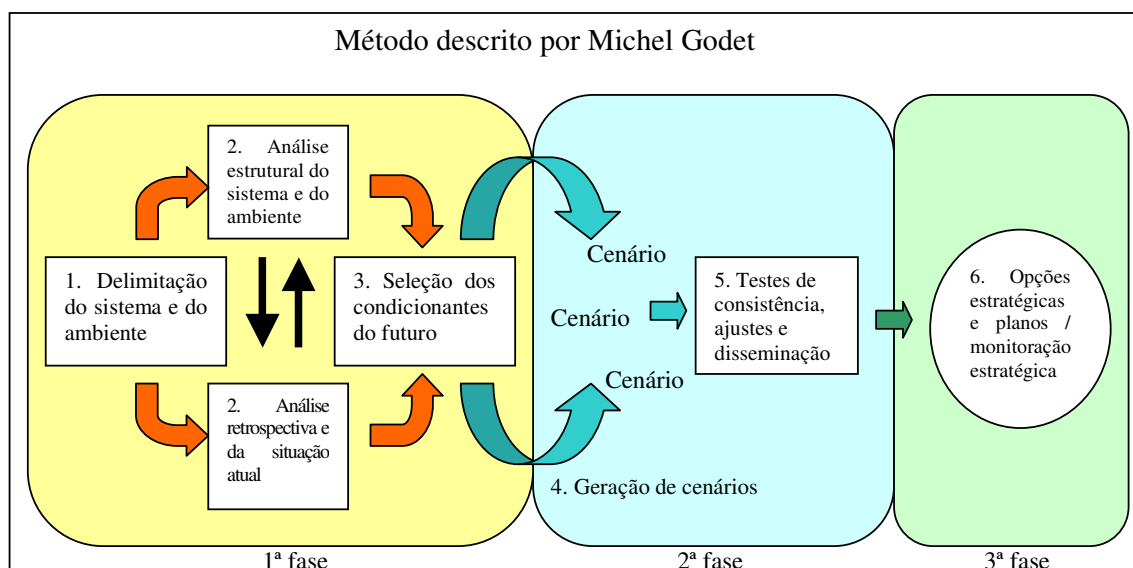 Método descrito por Michel Godet
2. Análise
estrutural do
sistema e do
ambiente
1. Delimitação
do sistema e do
ambiente
3. Seleção dos
condicionantes
do futuro
2. Análise
retrospectiva e
da situação
atual
Cenário
Cenário
Cenário
4. Geração de cenários
5. Testes de
consistência,
ajustes e
disseminação
6. Opções
estratégicas
e planos /
monitoração
estratégica
1ª fase
2ª fase
3ª fase